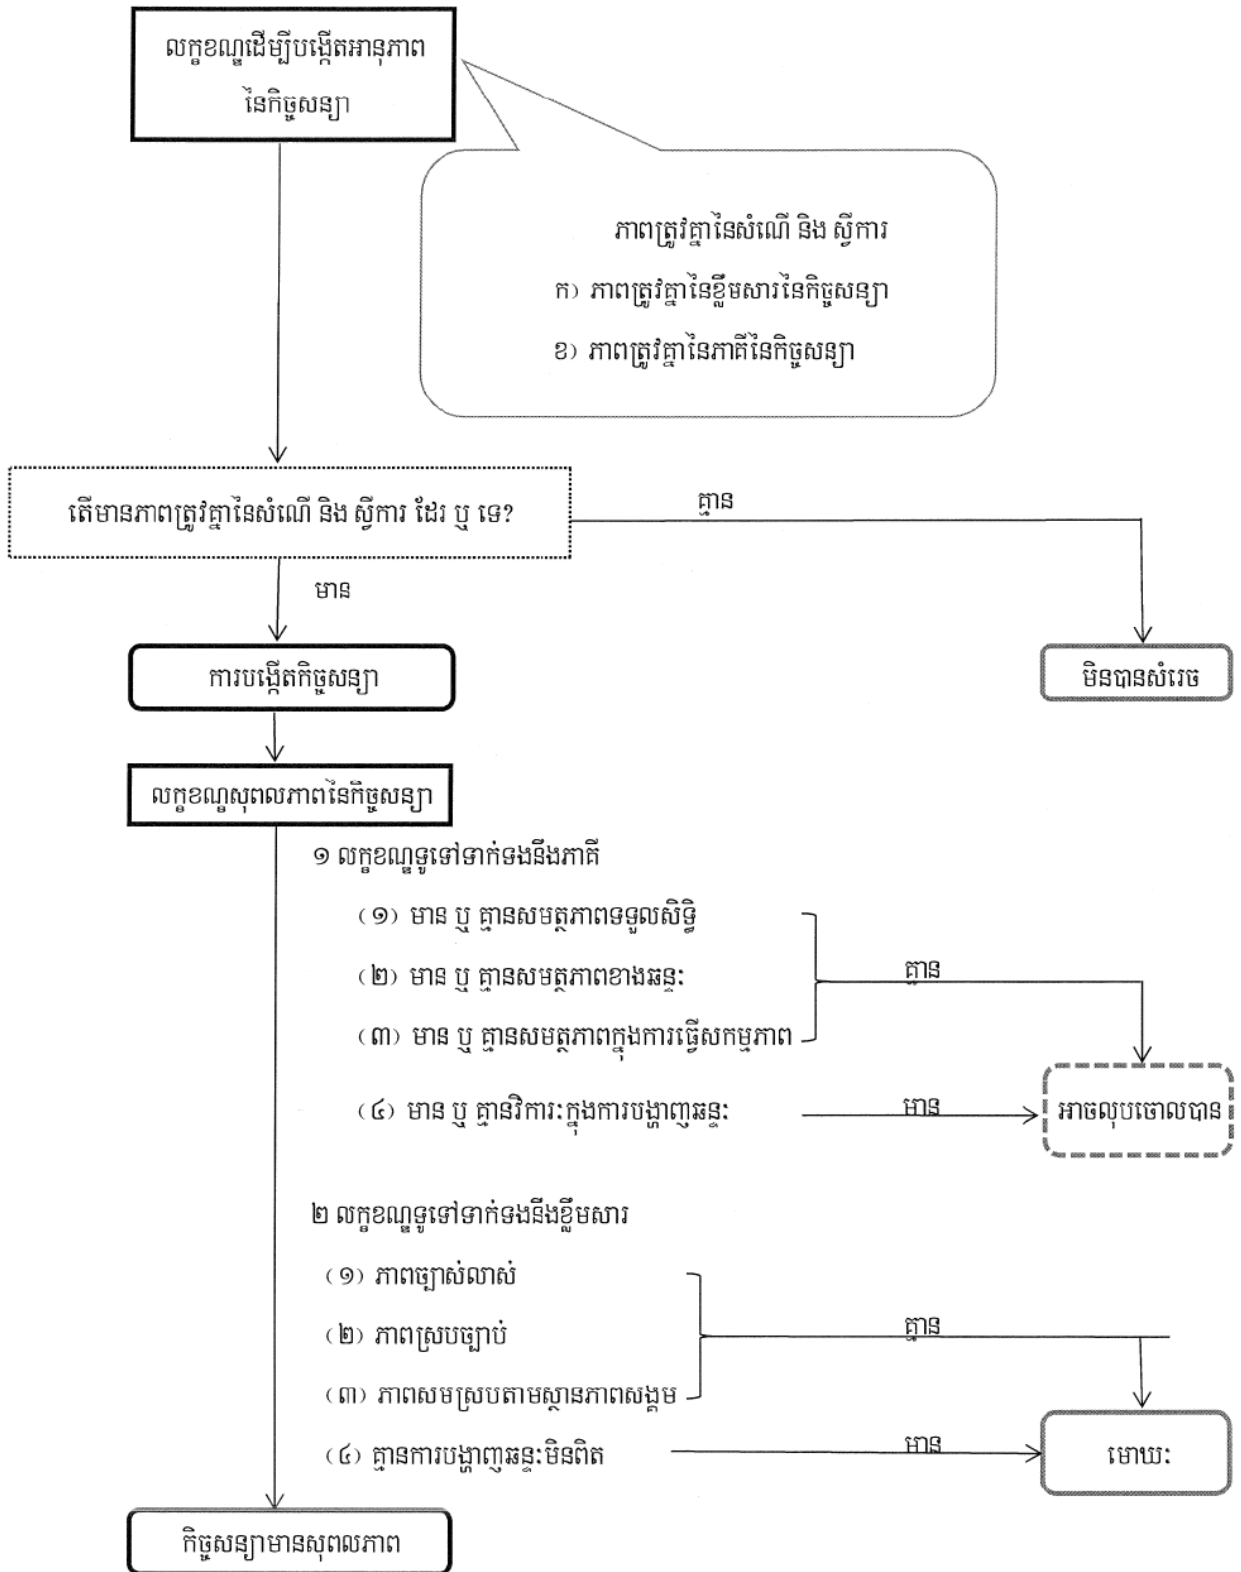 លក្ខខណ្ឌដើម្បីបង្កើតអានុភាព
នៃកិច្ចសន្យា
ភាពត្រូវគ្នានៃសំណើ និង ស្វីការ
ក) ភាពត្រូវគ្នានៃខ្លឹមសារនៃកិច្ចសន្យា
ខ) ភាពត្រូវគ្នានៃភាគីនៃកិច្ចសន្យា
តើមានភាពត្រូវគ្នានៃសំណើ និង ស្វីការ ដែរ ឬ ទេ?
គ្មាន
មាន
ការបង្កើតកិច្ចសន្យា
មិនបានសំរេច
លក្ខខណ្ឌសុពលភាពនៃកិច្ចសន្យា
១ លក្ខខណ្ឌទូទៅទាក់ទងនឹងភាគី
(១) មាន ឬ គ្មានសមត្ថភាពទទួលសិទ្ធិ
(២) មាន ឬ គ្មានសមត្ថភាពខាងឆន្ទៈ
គ្មាន
(៣) មាន ឬ គ្មានសមត្ថភាពក្នុងការធ្វើសកម្មភាព
(៤) មាន ឬ គ្មានវិការៈក្នុងការបង្ហាញឆន្ទៈ
មាន
អាចលុបចោលបាន
២ លក្ខខណ្ឌទូទៅទាក់ទងនឹងខ្លឹមសារ
(១) ភាពច្បាស់លាស់
(២) ភាពស្របច្បាប់
គ្មាន
(៣) ភាពសមស្របតាមស្ថានភាពសង្គម
(៤) គ្មានការបង្ហាញឆន្ទៈមិនពិត
មាន
មោឃៈ
កិច្ចសន្យាមានសុពលភាព